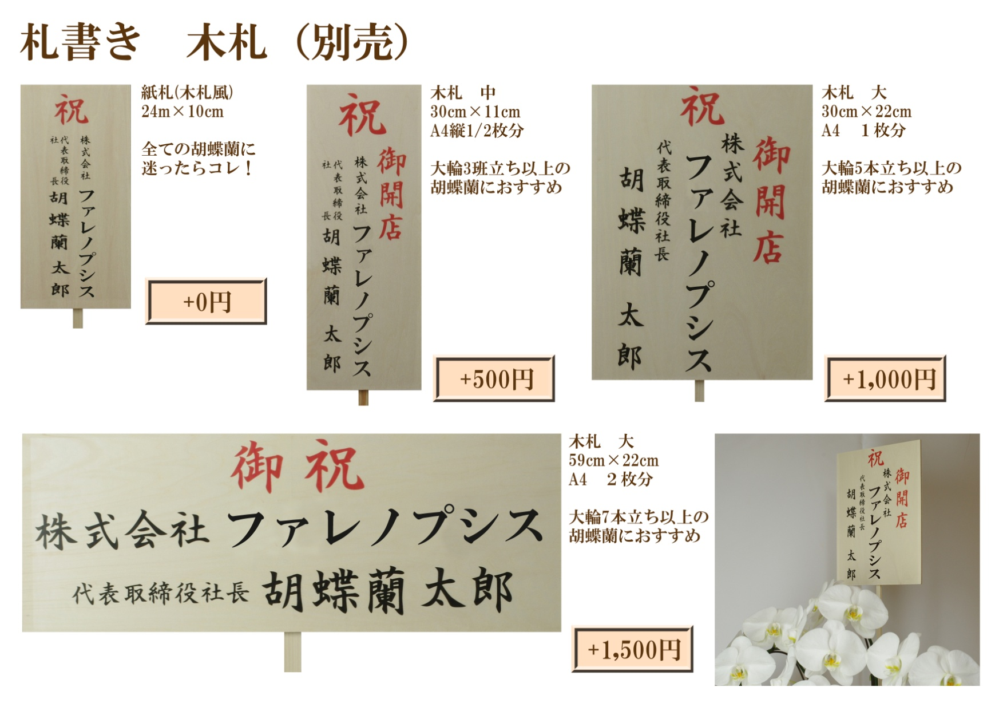 札書き　木札（別売）
祝
株式会社 ファレノプシス
代表取締役社長 胡蝶蘭 太郎
紙札(木札風)
24m×10cm
全ての胡蝶蘭に
迷ったらコレ！
+0円
祝
御開店
株式会社 ファレノプシス
代表取締役社長 胡蝶蘭 太郎
木札　中
30cm×11cm
A4縦1/2枚分
大輪3班立ち以上の
胡蝶蘭におすすめ
+500円
祝
御開店
株式会社
ファレノプシス
代表取締役社長
胡蝶蘭 太郎
木札　大
30cm×22cm
A4　１枚分
大輪5本立ち以上の
胡蝶蘭におすすめ
+1,000円
御祝
株式会社 ファレノプシス
代表取締役社長 胡蝶蘭 太郎
木札　大
59cm×22cm
A4　２枚分
大輪7本立ち以上の
胡蝶蘭におすすめ
+1,500円
祝
御開店
株式会社
ファレノプシス
代表取締役社長
胡蝶蘭 太郎